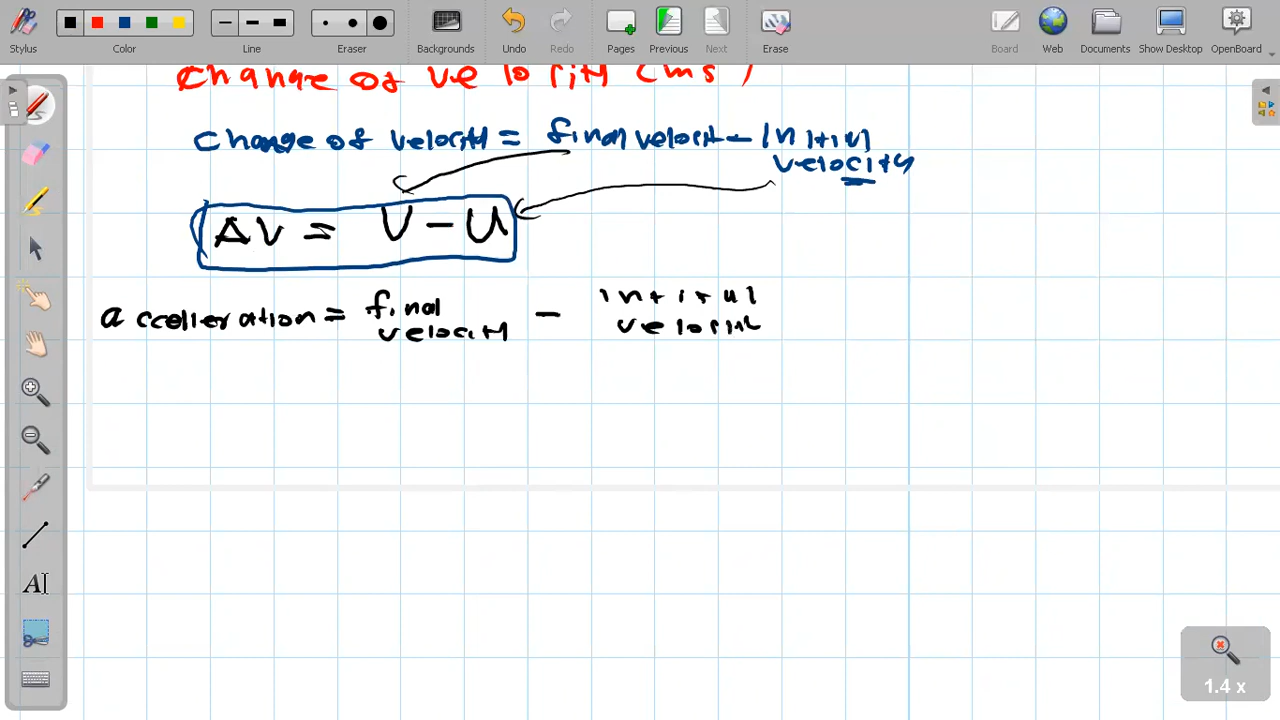 Stylus
Color
Line
Eraser
Backgrounds
Undo
Redo
Pages
Previous
Next
Erase
Board
Web
Documents
Show Desktop
OpenBoard
Change of velocity (ms )
Change of velocity = final velocit – Initial
velocity
ΔV = V – U
acceleration = final – initial
velocity velocity
1.4 x